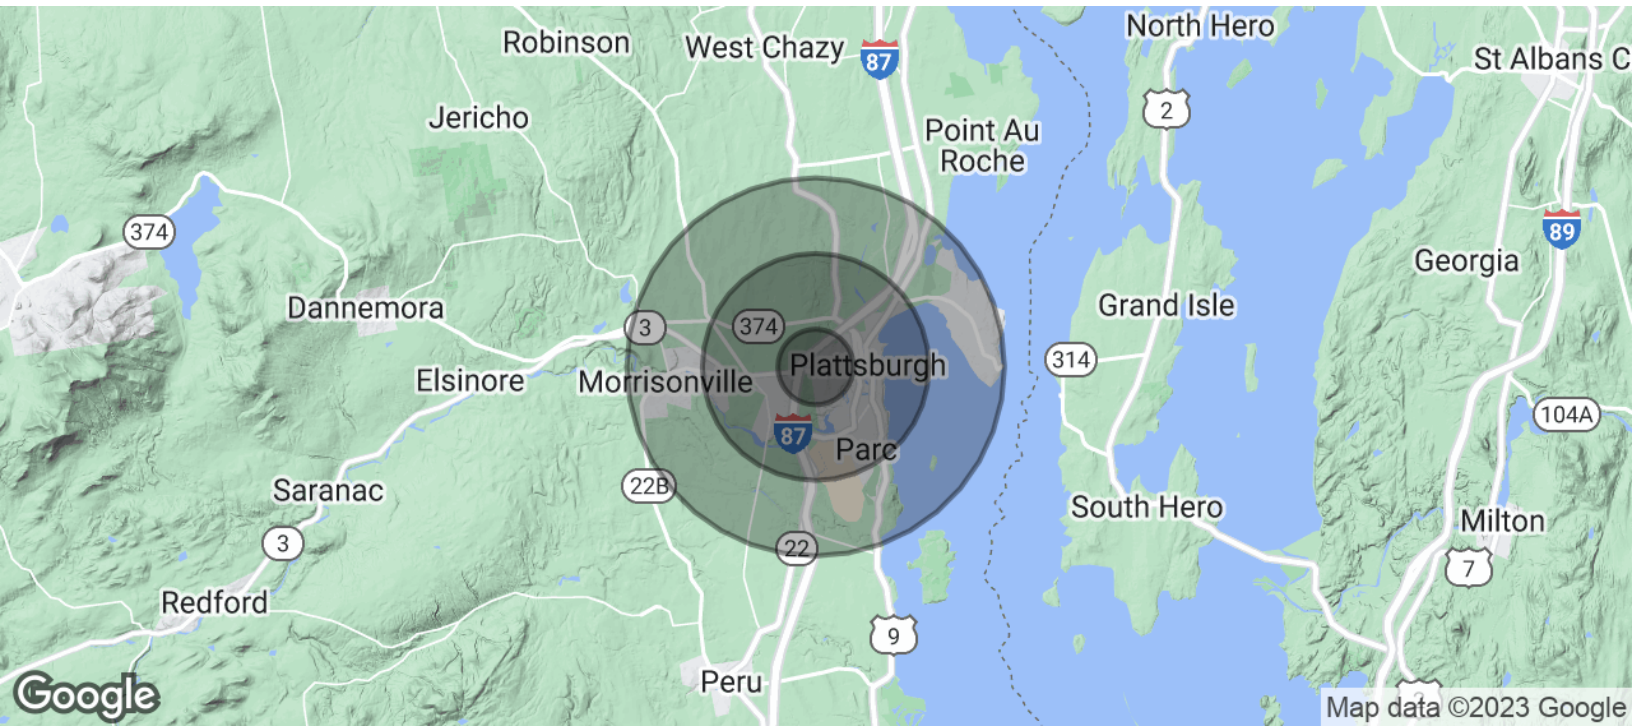 North Hero
Robinson
West Chazy
87
St Albans C
2
Jericho
Point Au
Roche
374
89
Georgia
Dannemora
Grand Isle
3
374
314
Plattsburgh
Elsinore
Morrisonville
104A
87
Parc
22B
Saranac
South Hero
Milton
3
22
7
Redford
9
Peru
Google
Map data ©2023 Google